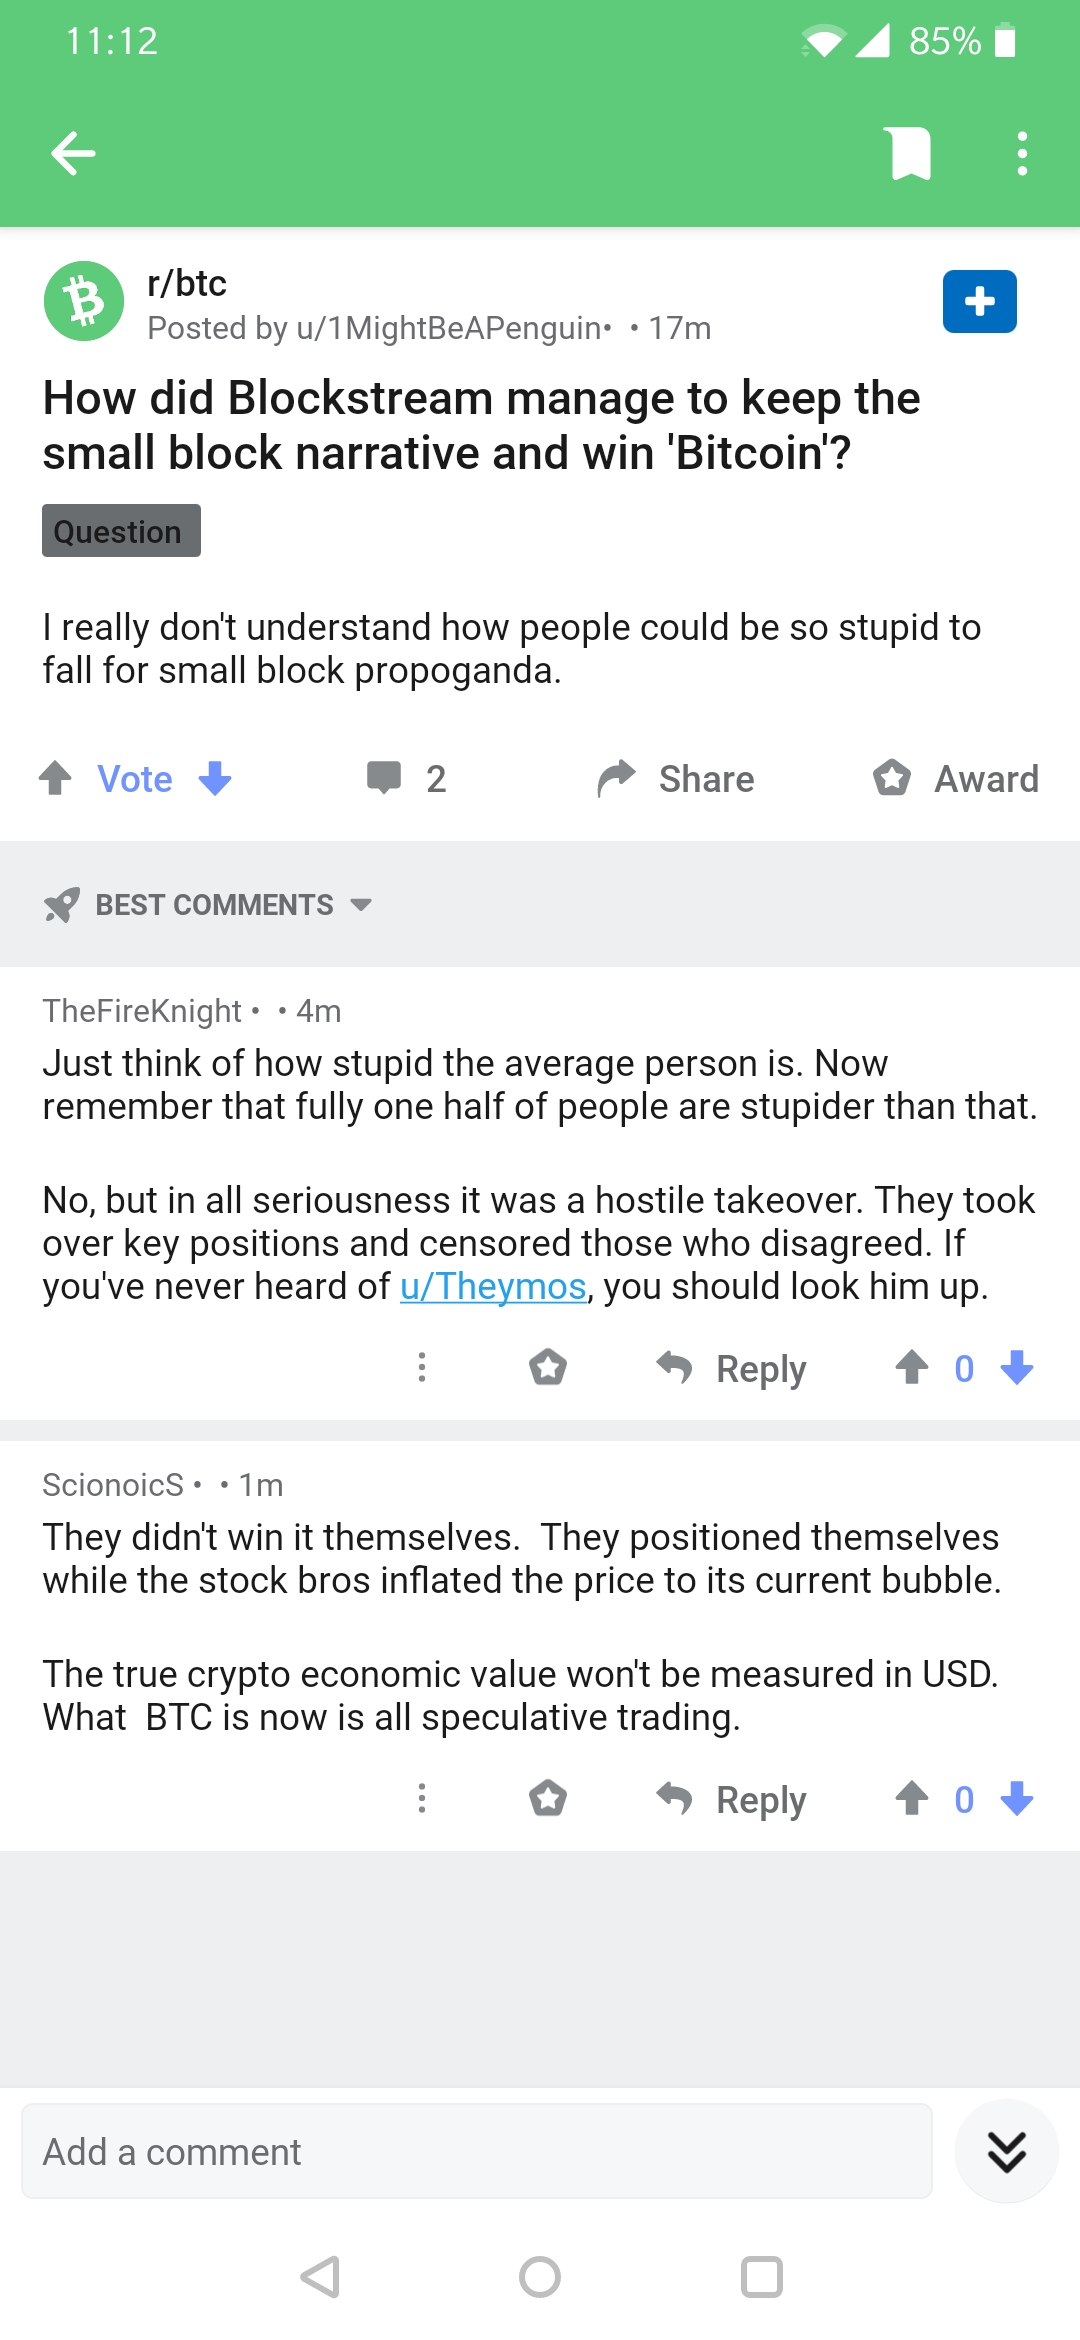 11:12
85%
r/btc
Posted by u/1MightBeAPenguin• • 17m
How did Blockstream manage to keep the
small block narrative and win 'Bitcoin'?
Question
I really don't understand how people could be so stupid to
fall for small block propoganda.
Vote
2
Share
Award
BEST COMMENTS
TheFireKnight • • 4m
Just think of how stupid the average person is. Now
remember that fully one half of people are stupider than that.
No, but in all seriousness it was a hostile takeover. They took
over key positions and censored those who disagreed. If
you've never heard of u/Theymos, you should look him up.
Reply
0
ScionoicS • • 1m
They didn't win it themselves.  They positioned themselves
while the stock bros inflated the price to its current bubble.
The true crypto economic value won't be measured in USD.
What  BTC is now is all speculative trading.
Reply
0
Add a comment